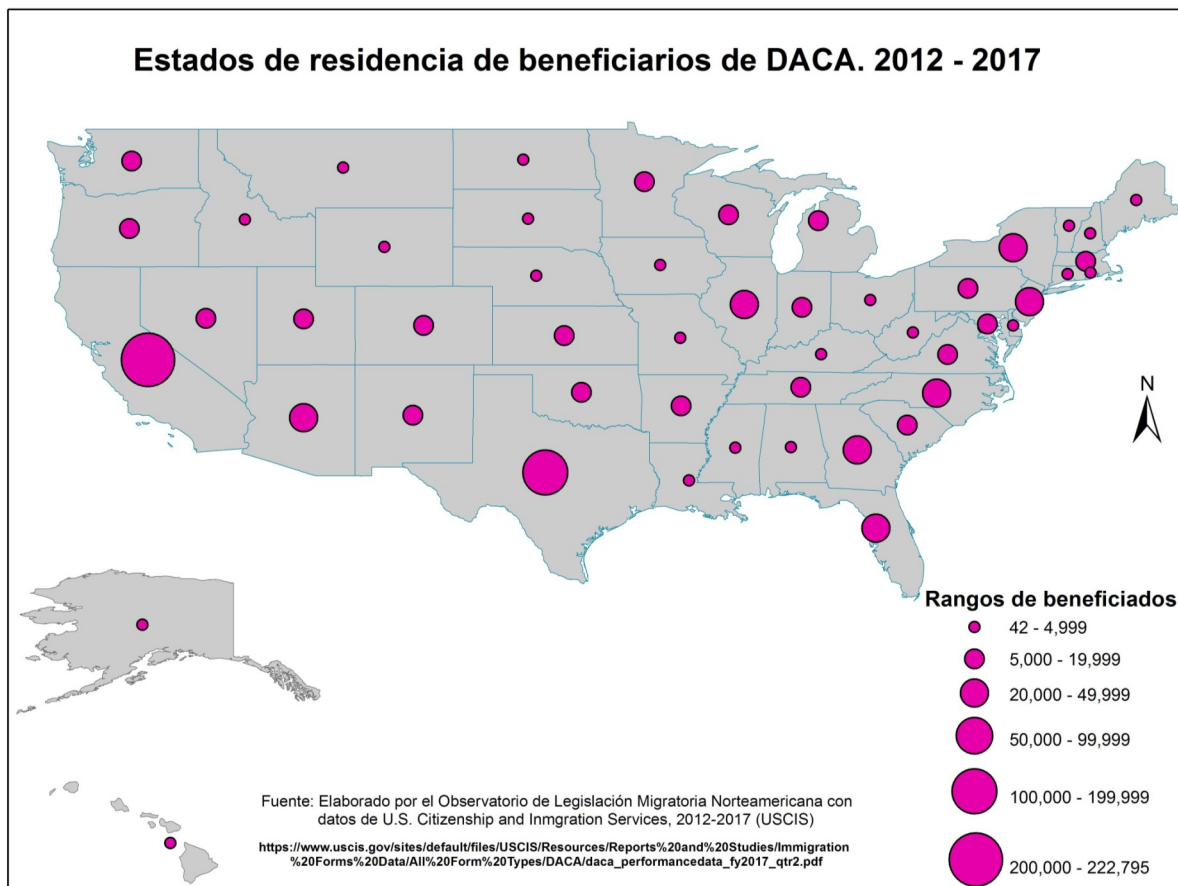 Estados de residencia de beneficiarios de DACA. 2012 - 2017
N
Rangos de beneficiados
42 - 4,999
5,000 - 19,999
20,000 - 49,999
50,000 - 99,999
100,000 - 199,999
200,000 - 222,795
Fuente: Elaborado por el Observatorio de Legislación Migratoria Norteamericana con
datos de U.S. Citizenship and Inmgration Services, 2012-2017 (USCIS)
https://www.uscis.gov/sites/default/files/USCIS/Resources/Reports%20and%20Studies/Immigration
%20Forms%20Data/All%20Form%20Types/DACA/daca_performancedata_fy2017_qtr2.pdf